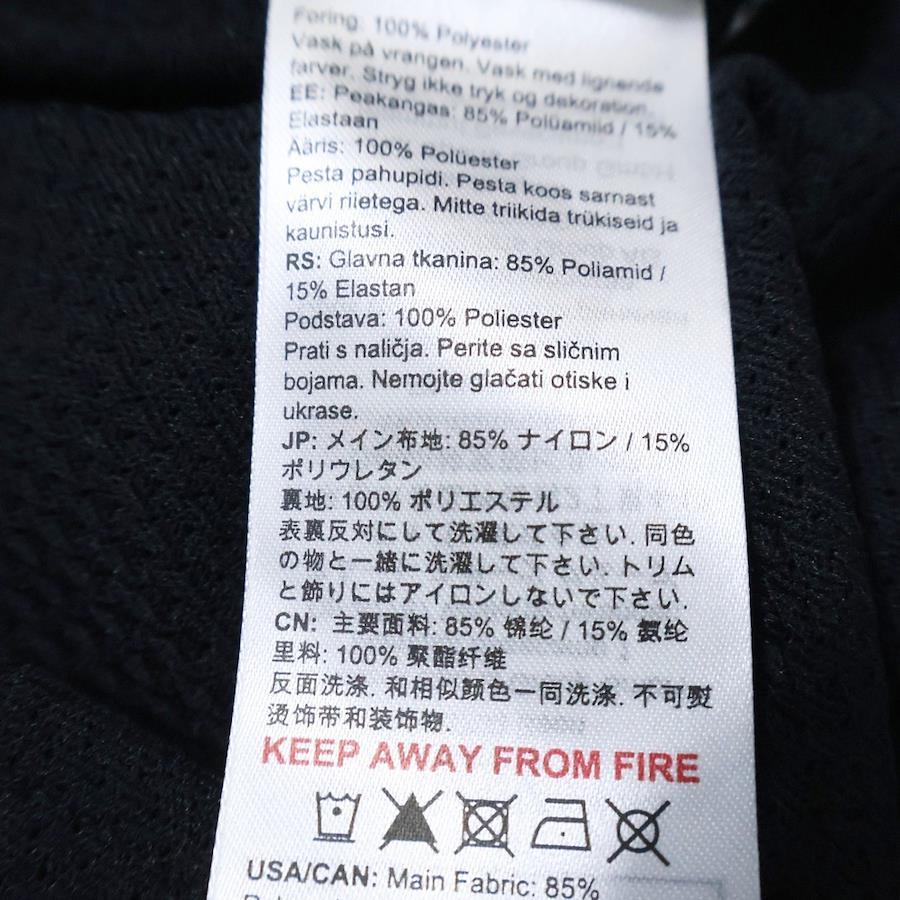 Foring: 100% Polyester
Vask på vrangen. Vask med lignende
farver. Stryg ikke tryk og dekoration.
EE: Peakangas: 85% Polüamiid / 15%
Elastaan
Ääris: 100% Polüester
Pesta pahupidi. Pesta koos sarnast
värvi riietega. Mitte triikida trükiseid ja
kaunistusi.
RS: Glavna tkanina: 85% Poliamid /
15% Elastan
Podstava: 100% Poliester
Prati s naličja. Perite sa sličnim
bojama. Nemojte glačati otiske i
ukrase.
JP: メイン布地: 85% ナイロン / 15%
ポリウレタン
裏地: 100% ポリエステル
表裏反対にして洗濯して下さい. 同色
の物と一緒に洗濯して下さい. トリム
と飾りにはアイロンしないで下さい.
CN: 主要面料: 85% 锦纶 / 15% 氨纶
里料: 100% 聚酯纤维
反面洗涤. 和相似颜色一同洗涤. 不可熨
烫饰带和装饰物.
KEEP AWAY FROM FIRE
USA/CAN: Main Fabric: 85%